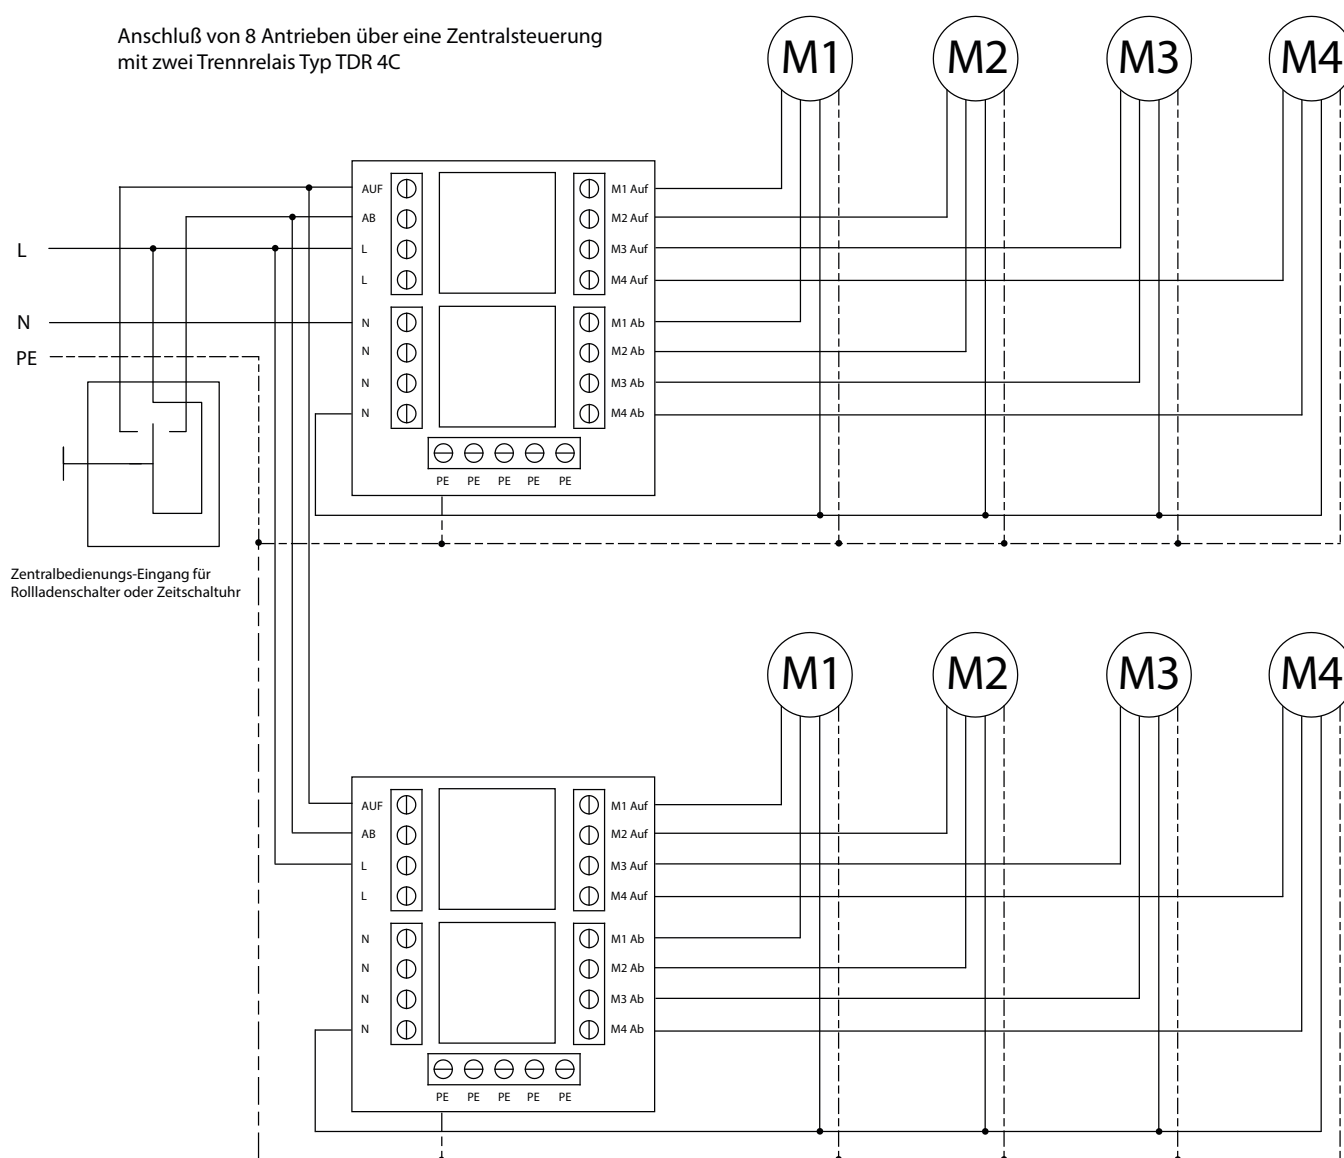 Anschluß von 8 Antrieben über eine Zentralsteuerung
mit zwei Trennrelais Typ TDR 4C
M1
M2
M3
M4
AUF
M1 Auf
AB
M2 Auf
L
L
M3 Auf
L
M4 Auf
N
N
M1 Ab
PE
N
M2 Ab
N
M3 Ab
N
M4 Ab
PE PE PE PE PE
Zentralbedienungs-Eingang für
Rollladenschalter oder Zeitschaltuhr
M1
M2
M3
M4
AUF
M1 Auf
AB
M2 Auf
L
M3 Auf
L
M4 Auf
N
M1 Ab
N
M2 Ab
N
M3 Ab
N
M4 Ab
PE PE PE PE PE